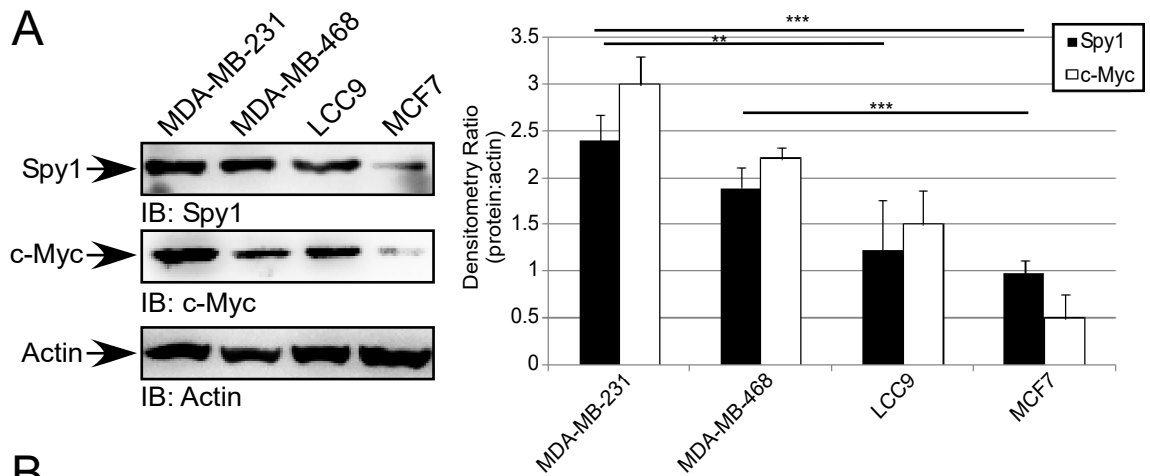 A
MDA-MB-231
MDA-MB-468
LCC9
MCF7
Spy1
IB: Spy1
c-Myc
IB: c-Myc
Actin
IB: Actin
Densitometry Ratio
(protein:actin)
3.5
3
2.5
2
1.5
1
0.5
0
***
**
***
Spy1
c-Myc
MDA-MB-231
MDA-MB-468
LCC9
MCF7
B